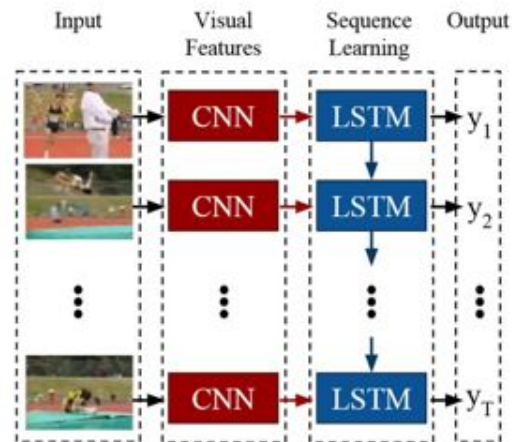 Input
Visual
Features
Sequence
Learning
Output
CNN
LSTM
y1
CNN
LSTM
y2
CNN
LSTM
yT